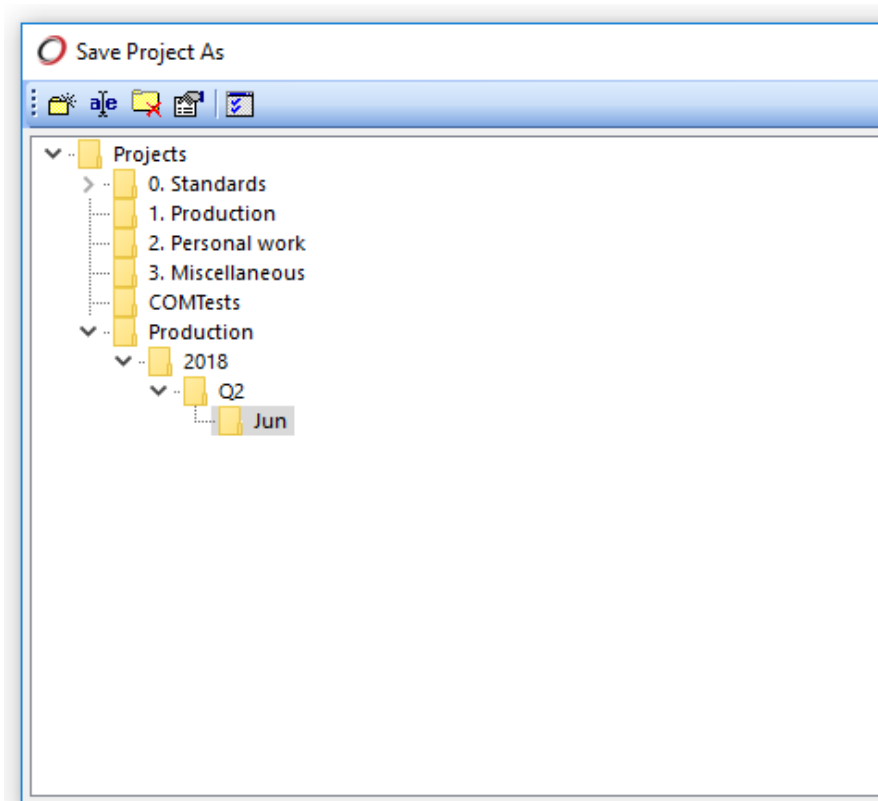 Save Project As
a|e
Projects
0. Standards
1. Production
2. Personal work
3. Miscellaneous
COMTests
Production
2018
Q2
Jun